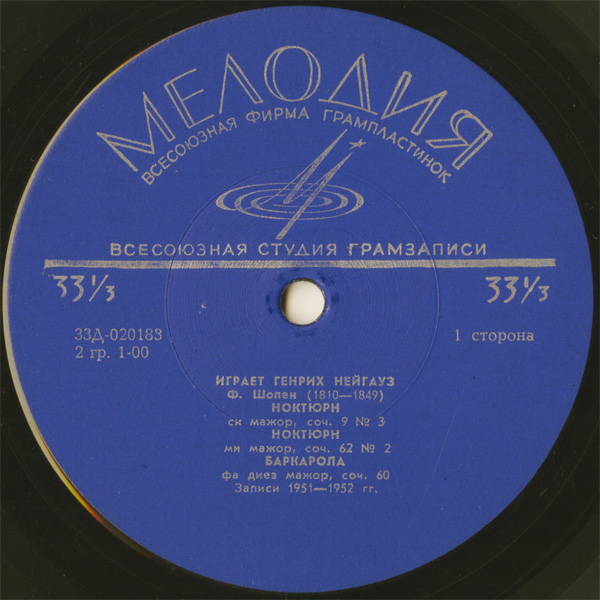 МЕЛОДИЯ
ВСЕСОЮЗНАЯ ФИРМА ГРАМПЛАСТИНОК
ВСЕСОЮЗНАЯ СТУДИЯ ГРАМЗАПИСИ
33⅓ 33⅓
33Д-020183 1 сторона
2 гр. 1-00
ИГРАЕТ ГЕНРИХ НЕЙГАУЗ
Ф. Шопен (1810—1849)
НОКТЮРН
си мажор, соч. 9 № 3
НОКТЮРН
ми мажор, соч. 62 № 2
БАРКАРОЛА
фа диез мажор, соч. 60
Записи 1951—1952 гг.